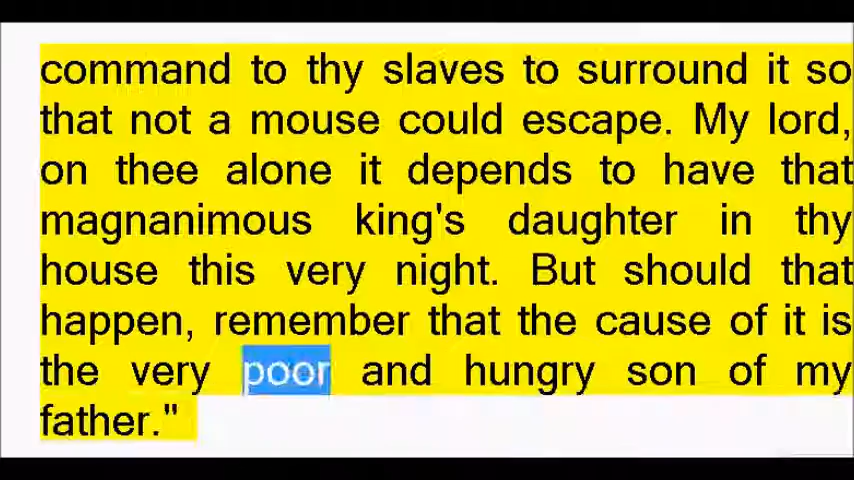 command to thy slaves to surround it so
that not a mouse could escape. My lord,
on thee alone it depends to have that
magnanimous king's daughter in thy
house this very night. But should that
happen, remember that the cause of it is
the very poor and hungry son of my
father."